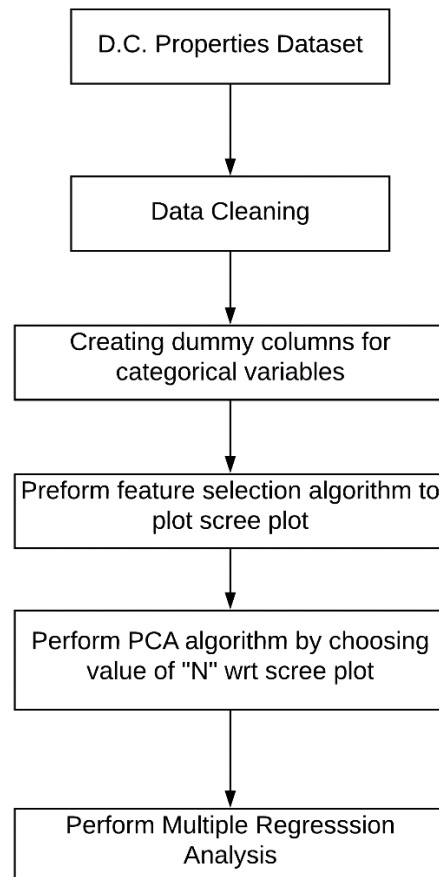 D.C. Properties Dataset
Data Cleaning
Creating dummy columns for
categorical variables
Preform feature selection algorithm to
plot scree plot
Perform PCA algorithm by choosing
value of "N" wrt scree plot
Perform Multiple Regresssion
Analysis